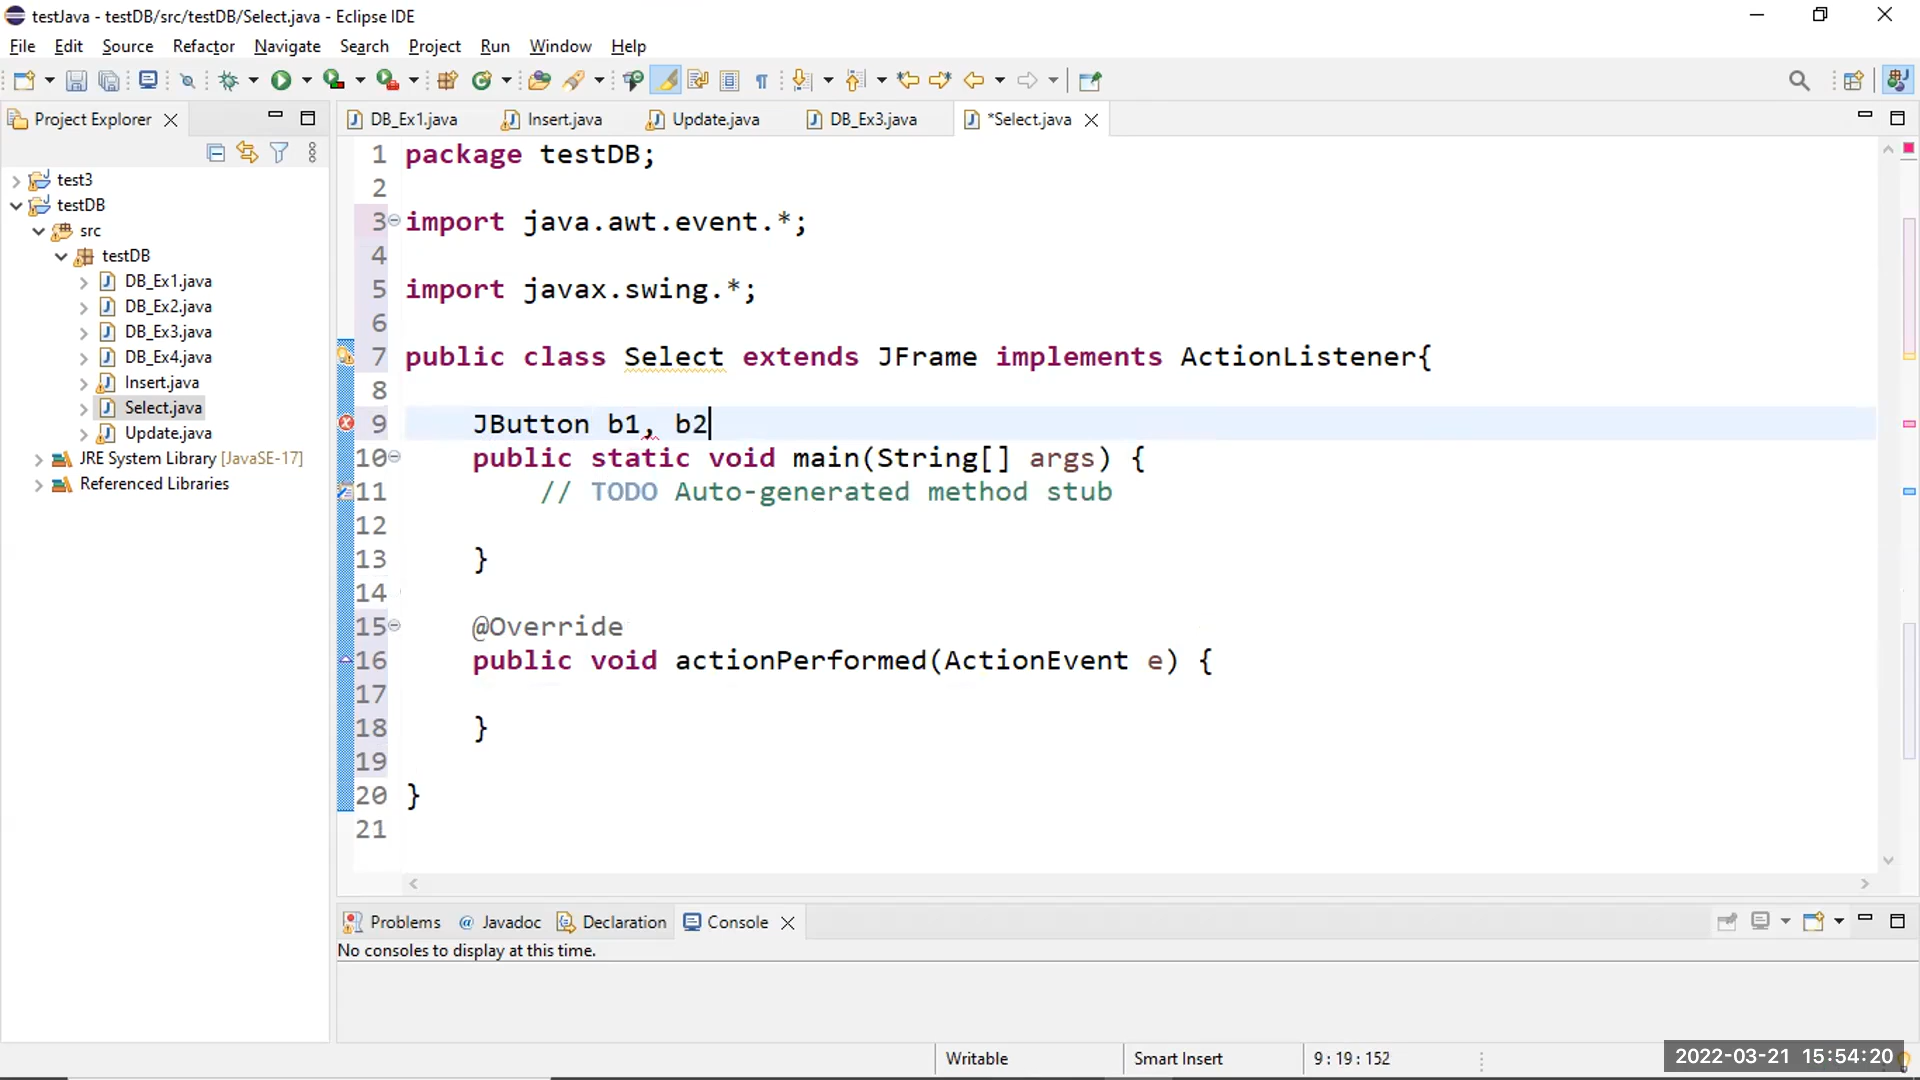 testJava - testDB/src/testDB/Select.java - Eclipse IDE
File Edit Source Refactor Navigate Search Project Run Window Help
Project Explorer
DB_Ex1.java Insert.java Update.java DB_Ex3.java *Select.java
test3
testDB
src
testDB
DB_Ex1.java
DB_Ex2.java
DB_Ex3.java
DB_Ex4.java
Insert.java
Select.java
Update.java
JRE System Library [JavaSE-17]
Referenced Libraries
1 package testDB;
2
3 import java.awt.event.*;
4
5 import javax.swing.*;
6
7 public class Select extends JFrame implements ActionListener{
8
9 JButton b1, b2
10 public static void main(String[] args) {
11 // TODO Auto-generated method stub
12
13 }
14
15 @Override
16 public void actionPerformed(ActionEvent e) {
17
18 }
19
20 }
21
Problems @ Javadoc Declaration Console
No consoles to display at this time.
Writable Smart Insert 9:19:152
2022-03-21 15:54:20